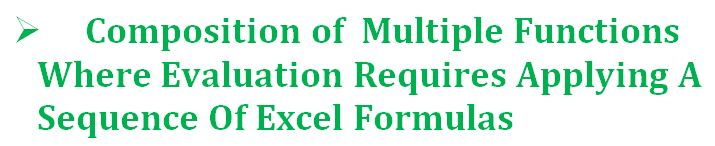 ➢ Composition of Multiple Functions
Where Evaluation Requires Applying A
Sequence Of Excel Formulas